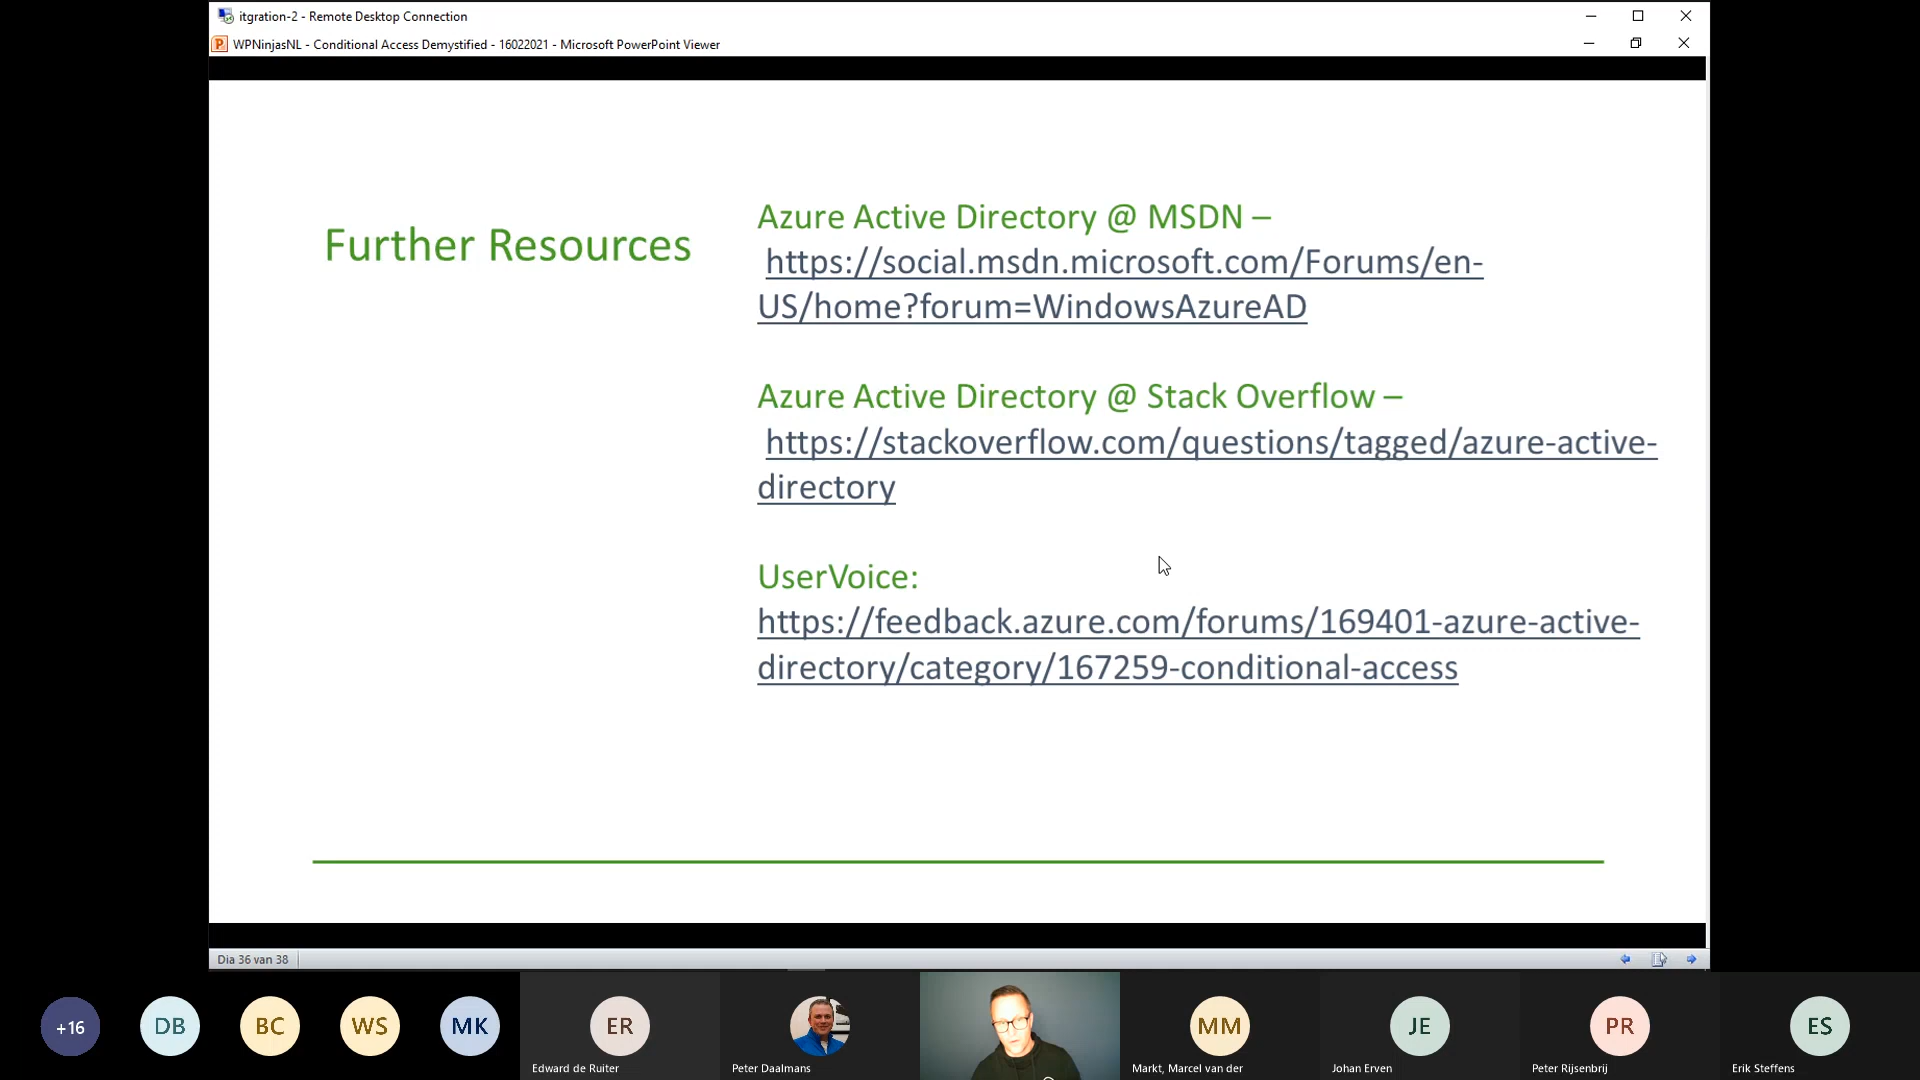 itgration-2 - Remote Desktop Connection
WPNinjasNL - Conditional Access Demystified - 16022021 - Microsoft PowerPoint Viewer
Further Resources
Azure Active Directory @ MSDN –
https://social.msdn.microsoft.com/Forums/en-
US/home?forum=WindowsAzureAD
Azure Active Directory @ Stack Overflow –
https://stackoverflow.com/questions/tagged/azure-active-
directory
UserVoice:
https://feedback.azure.com/forums/169401-azure-active-
directory/category/167259-conditional-access
Dia 36 van 38
+16
DB
BC
WS
MK
ER
MM
JE
PR
ES
Edward de Ruiter
Peter Daalmans
Markt, Marcel van der
Johan Erven
Peter Rijsenbrij
Erik Steffens